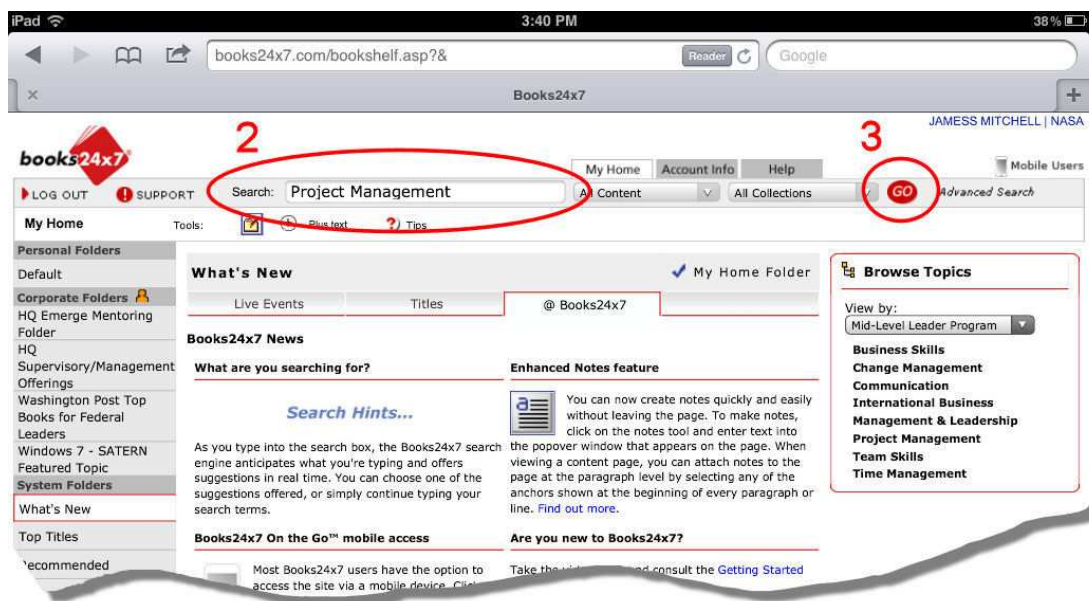 iPad 3:40 PM 38%
books24x7.com/bookshelf.asp?& Reader Google
Books24x7
JAMESS MITCHELL | NASA
2 3
books24x7
My Home Account Info Help Mobile Users
LOG OUT SUPPORT Search: Project Management All Content All Collections GO Advanced Search
My Home Tools: Plus text Tips
Personal Folders
Default
Corporate Folders
HQ Emerge Mentoring
Folder
HQ
Supervisory/Management
Offerings
Washington Post Top
Books for Federal
Leaders
Windows 7 - SATERN
Featured Topic
System Folders
What's New
Top Titles
What's New My Home Folder
Live Events Titles @ Books24x7
Books24x7 News
What are you searching for?
Search Hints...
As you type into the search box, the Books24x7 search
engine anticipates what you're typing and offers
suggestions in real time. You can choose one of the
suggestions offered, or simply continue typing your
search terms.
Books24x7 On the Go™ mobile access
Most Books24x7 users have the option to
access the site via a mobile device.
Enhanced Notes feature
You can now create notes quickly and easily
without leaving the page. To make notes,
click on the notes tool and enter text into
the popover window that appears on the page. When
viewing a content page, you can attach notes to the
page at the paragraph level by selecting any of the
anchors shown at the beginning of every paragraph or
line. Find out more.
Are you new to Books24x7?
Take the consult the Getting Started
Browse Topics
View by:
Mid-Level Leader Program
Business Skills
Change Management
Communication
International Business
Management & Leadership
Project Management
Team Skills
Time Management